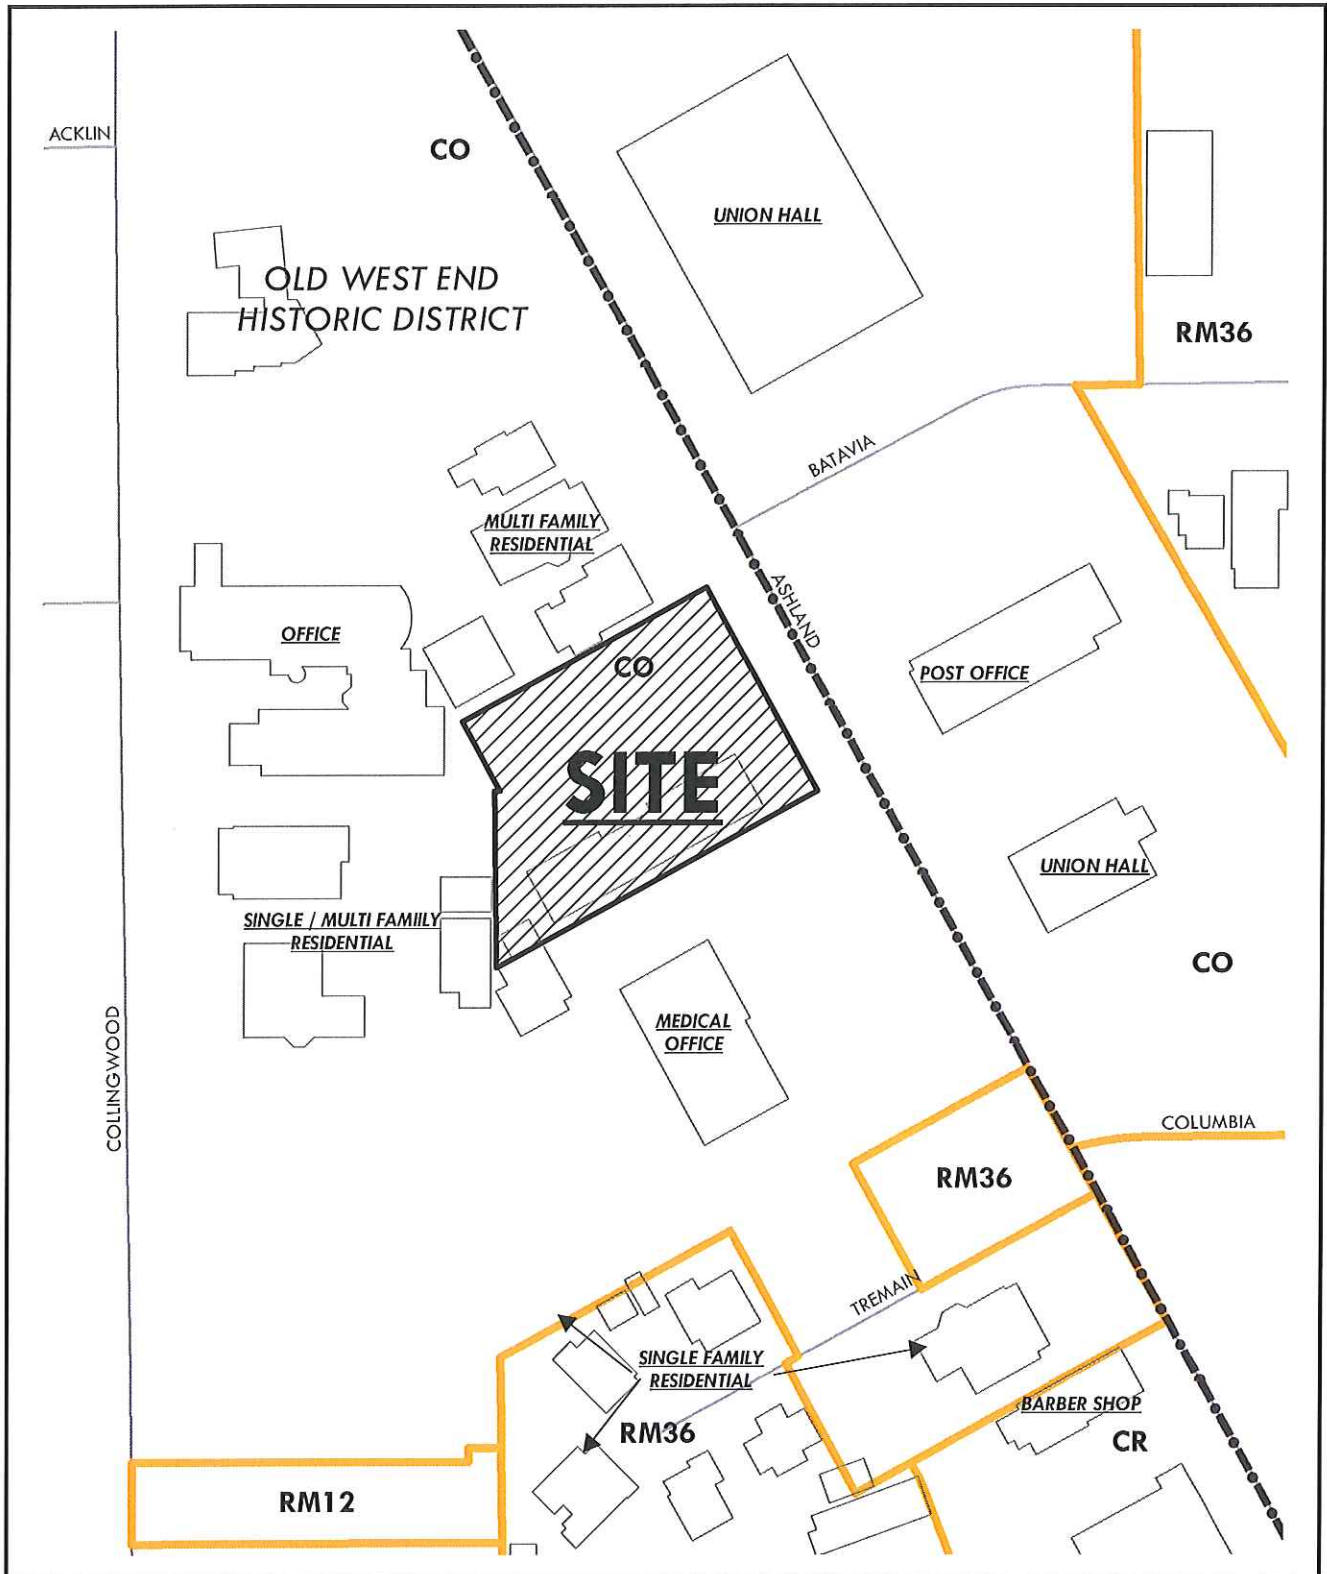 ACKLIN
CO
UNION HALL
OLD WEST END
HISTORIC DISTRICT
RM36
BATAVIA
MULTI FAMILY
RESIDENTIAL
ASHLAND
OFFICE
CO
POST OFFICE
SITE
UNION HALL
SINGLE / MULTI FAMIILY
RESIDENTIAL
CO
MEDICAL
OFFICE
COLLINGWOOD
COLUMBIA
RM36
TREMAIN
SINGLE FAMILY
RESIDENTIAL
BARBER SHOP
RM36
CR
RM12